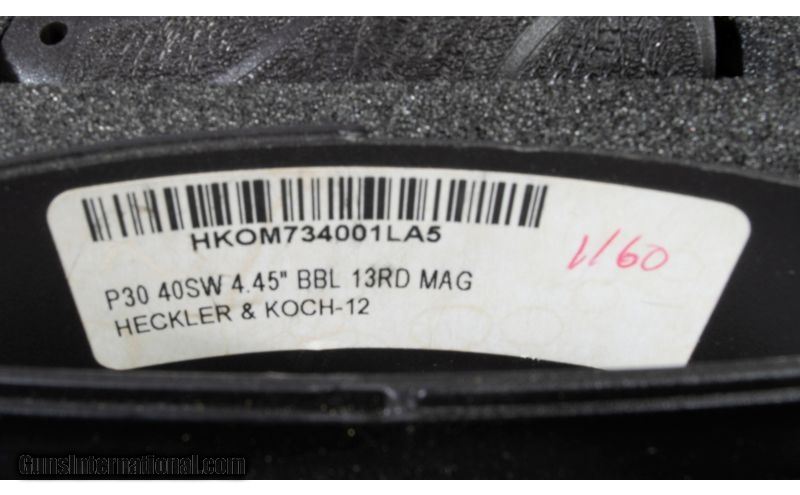 HKOM734001LA5
1/60
P30 40SW 4.45" BBL 13RD MAG
HECKLER & KOCH-12
GunsInternational.com